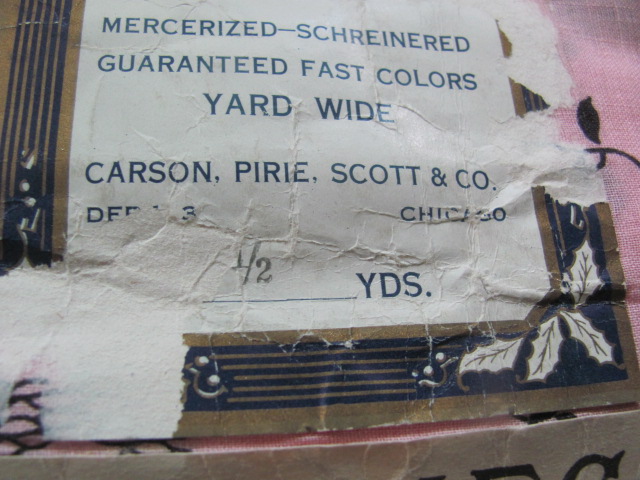 MERCERIZED–SCHREINERED
GUARANTEED FAST COLORS
YARD WIDE
CARSON, PIRIE, SCOTT & CO.
CHICAGO
1/2 YDS.